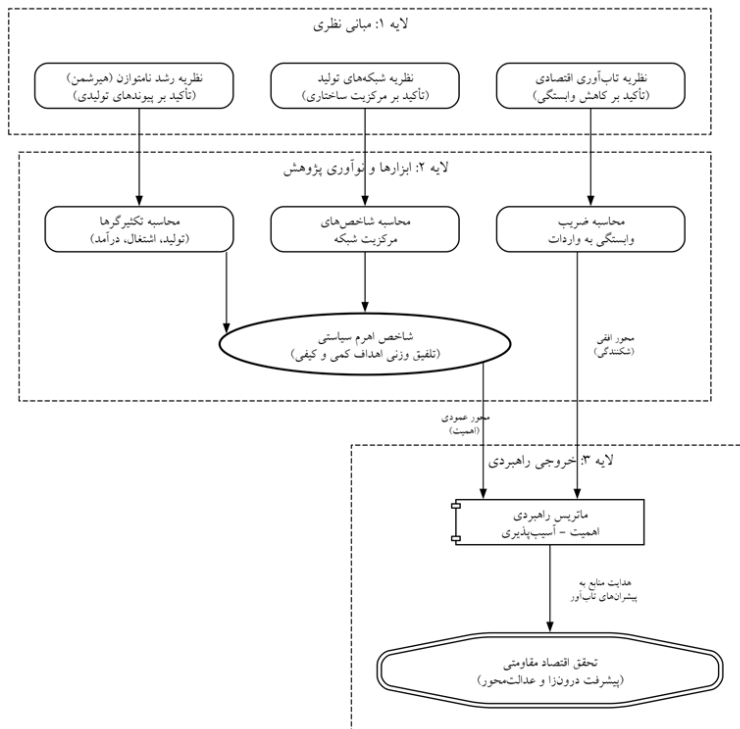 لایه ۱: مبانی نظری
نظریه تاب‌آوری اقتصادی
(تأکید بر کاهش وابستگی)
نظریه شبکه‌های تولید
(تأکید بر مرکزیت ساختاری)
نظریه رشد نامتوازن (هیرشمن)
(تأکید بر پیوندهای تولیدی)
لایه ۲: ابزارها و نوآوری پژوهش
محاسبه ضریب
وابستگی به واردات
محاسبه شاخص‌های
مرکزیت شبکه
محاسبه تکثیرگرها
(تولید، اشتغال، درآمد)
شاخص اهرم سیاستی
(تلفیق وزنی اهداف کمی و کیفی)
محور افقی
(شکنندگی)
محور عمودی
(اهمیت)
لایه ۳: خروجی راهبردی
ماتریس راهبردی
اهمیت - آسیب‌پذیری
هدایت منابع به
پیشران‌های تاب‌آور
تحقق اقتصاد مقاومتی
(پیشرفت درون‌زا و عدالت‌محور)